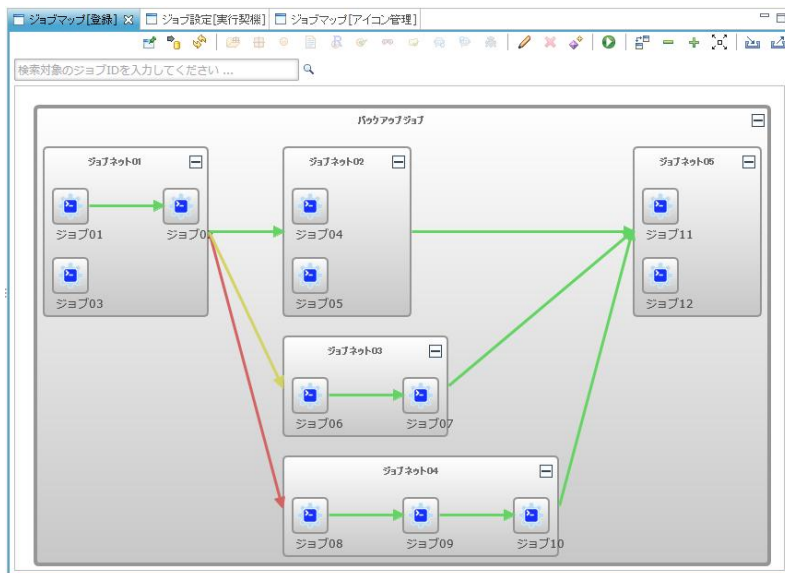 ジョブマップ[登録]
ジョブ設定[実行契機]
ジョブマップ[アイコン管理]
検索対象のジョブIDを入力してください ...
バックアップジョブ
ジョブネット01
ジョブネット02
ジョブネット05
ジョブ01
ジョブ0
ジョブ04
ジョブ11
ジョブ03
ジョブ05
ジョブ12
ジョブネット03
ジョブ06
ジョブ07
ジョブネット04
ジョブ08
ジョブ09
ジョブ10